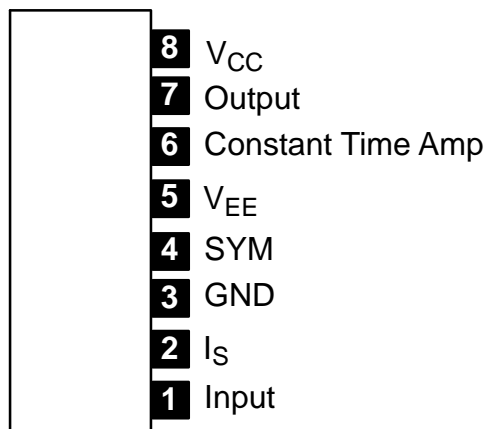 8 VCC
7 Output
6 Constant Time Amp
5 VEE
4 SYM
3 GND
2 IS
1 Input